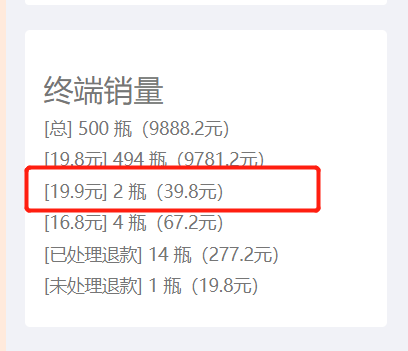 终端销量
[总] 500 瓶（9888.2元）
[19.8元] 494 瓶（9781.2元）
[19.9元] 2 瓶（39.8元）
[16.8元] 4 瓶（67.2元）
[已处理退款] 14 瓶（277.2元）
[未处理退款] 1 瓶（19.8元）